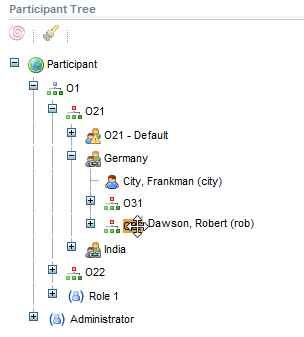 Participant Tree
Participant
O1
O21
O21 - Default
Germany
City, Frankman (city)
O31
Dawson, Robert (rob)
India
O22
Role 1
Administrator